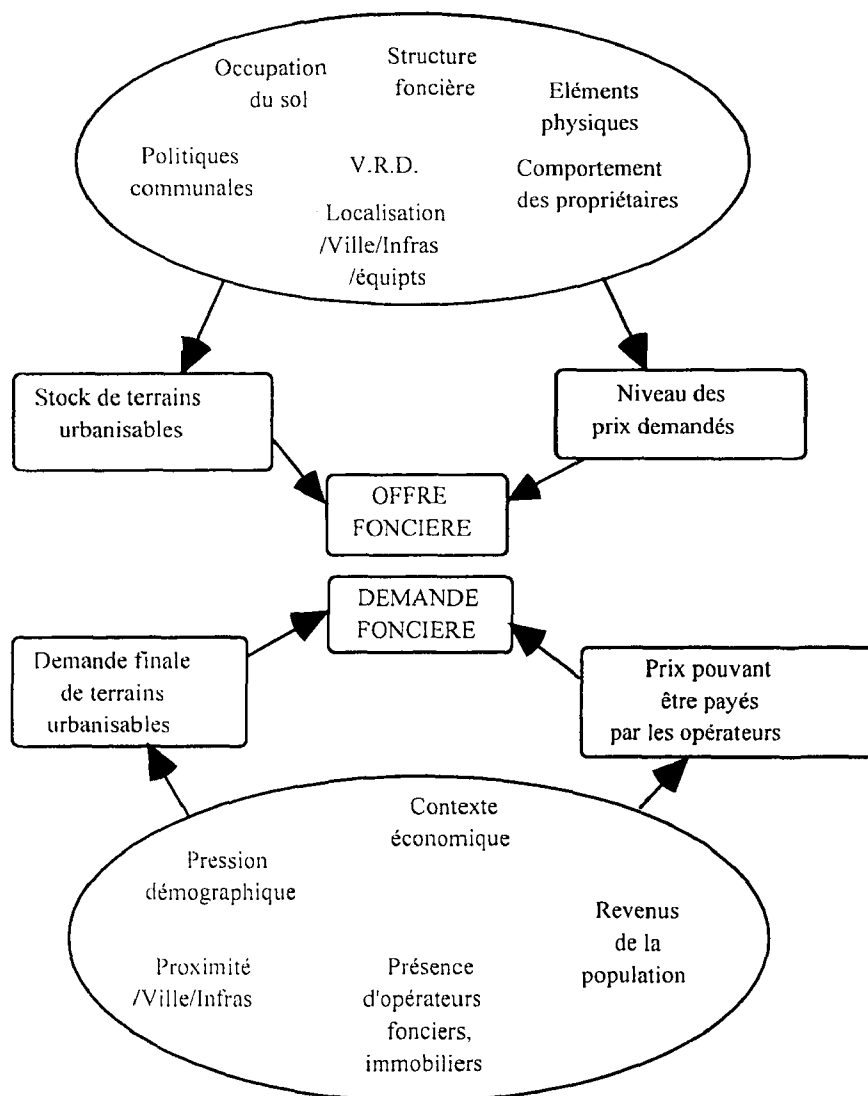 Occupation
du sol
Structure
foncière
Eléments
physiques
Politiques
communales
V.R.D.
Comportement
des propriétaires
Localisation
/Ville/Infras
/équipts
Stock de terrains
urbanisables
Niveau des
prix demandés
OFFRE
FONCIERE
DEMANDE
FONCIERE
Demande finale
de terrains
urbanisables
Prix pouvant
être payés
par les opérateurs
Contexte
économique
Pression
démographique
Revenus
de la
population
Proximité
/Ville/Infras
Présence
d'opérateurs
fonciers,
immobiliers